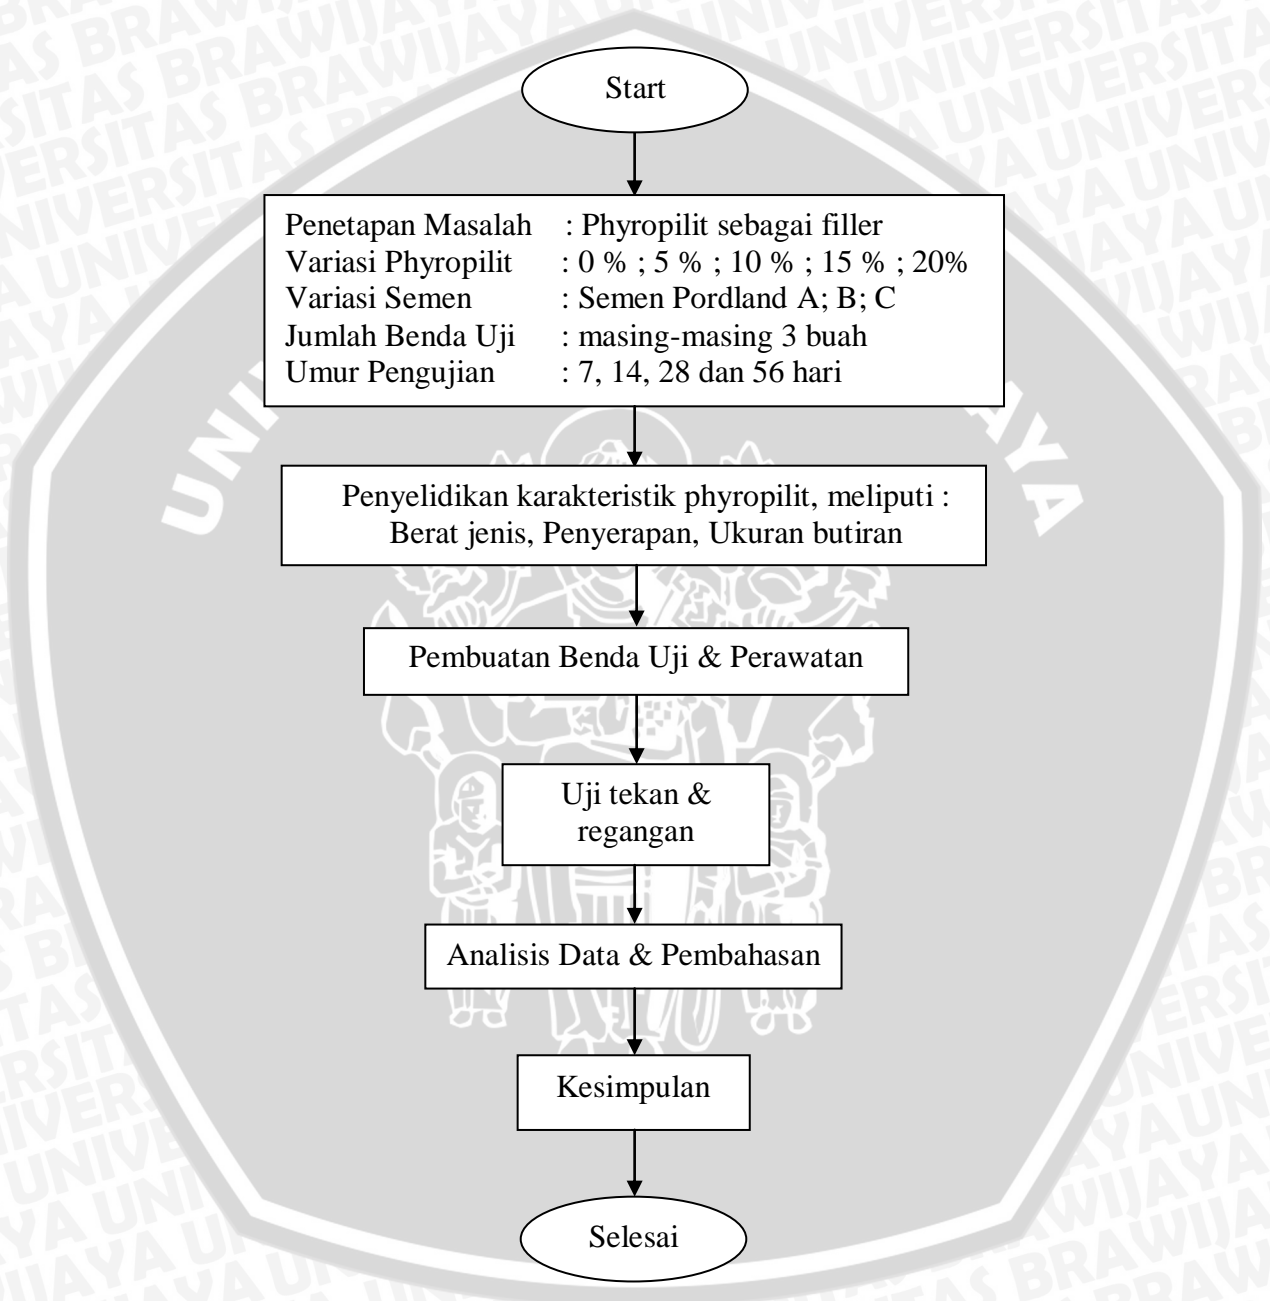 Start
Penetapan Masalah : Phyropilit sebagai filler
Variasi Phyropilit : 0 % ; 5 % ; 10 % ; 15 % ; 20%
Variasi Semen : Semen Pordland A; B; C
Jumlah Benda Uji : masing-masing 3 buah
Umur Pengujian : 7, 14, 28 dan 56 hari
Penyelidikan karakteristik phyropilit, meliputi :
Berat jenis, Penyerapan, Ukuran butiran
Pembuatan Benda Uji & Perawatan
Uji tekan &
regangan
Analisis Data & Pembahasan
Kesimpulan
Selesai